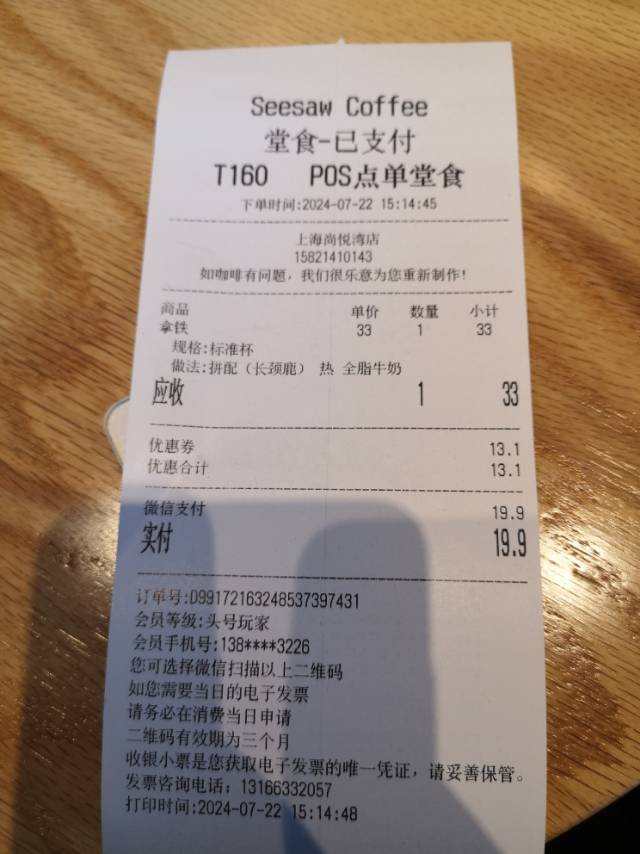 Seesaw Coffee
堂食-已支付
T160 POS点单堂食
下单时间:2024-07-22 15:14:45
上海尚悦湾店
15821410143
如咖啡有问题，我们很乐意为您重新制作!
商品 单价 数量 小计
拿铁 33 1 33
规格:标准杯
做法:拼配（长颈鹿） 热 全脂牛奶
应收 1 33
优惠券 13.1
优惠合计 13.1
微信支付 19.9
实付 19.9
订单号:D99172163248537397431
会员等级:头号玩家
会员手机号:138****3226
您可选择微信扫描以上二维码
如您需要当日的电子发票
请务必在消费当日申请
二维码有效期为三个月
收银小票是您获取电子发票的唯一凭证，请妥善保管。
发票咨询电话：13166332057
打印时间:2024-07-22 15:14:48